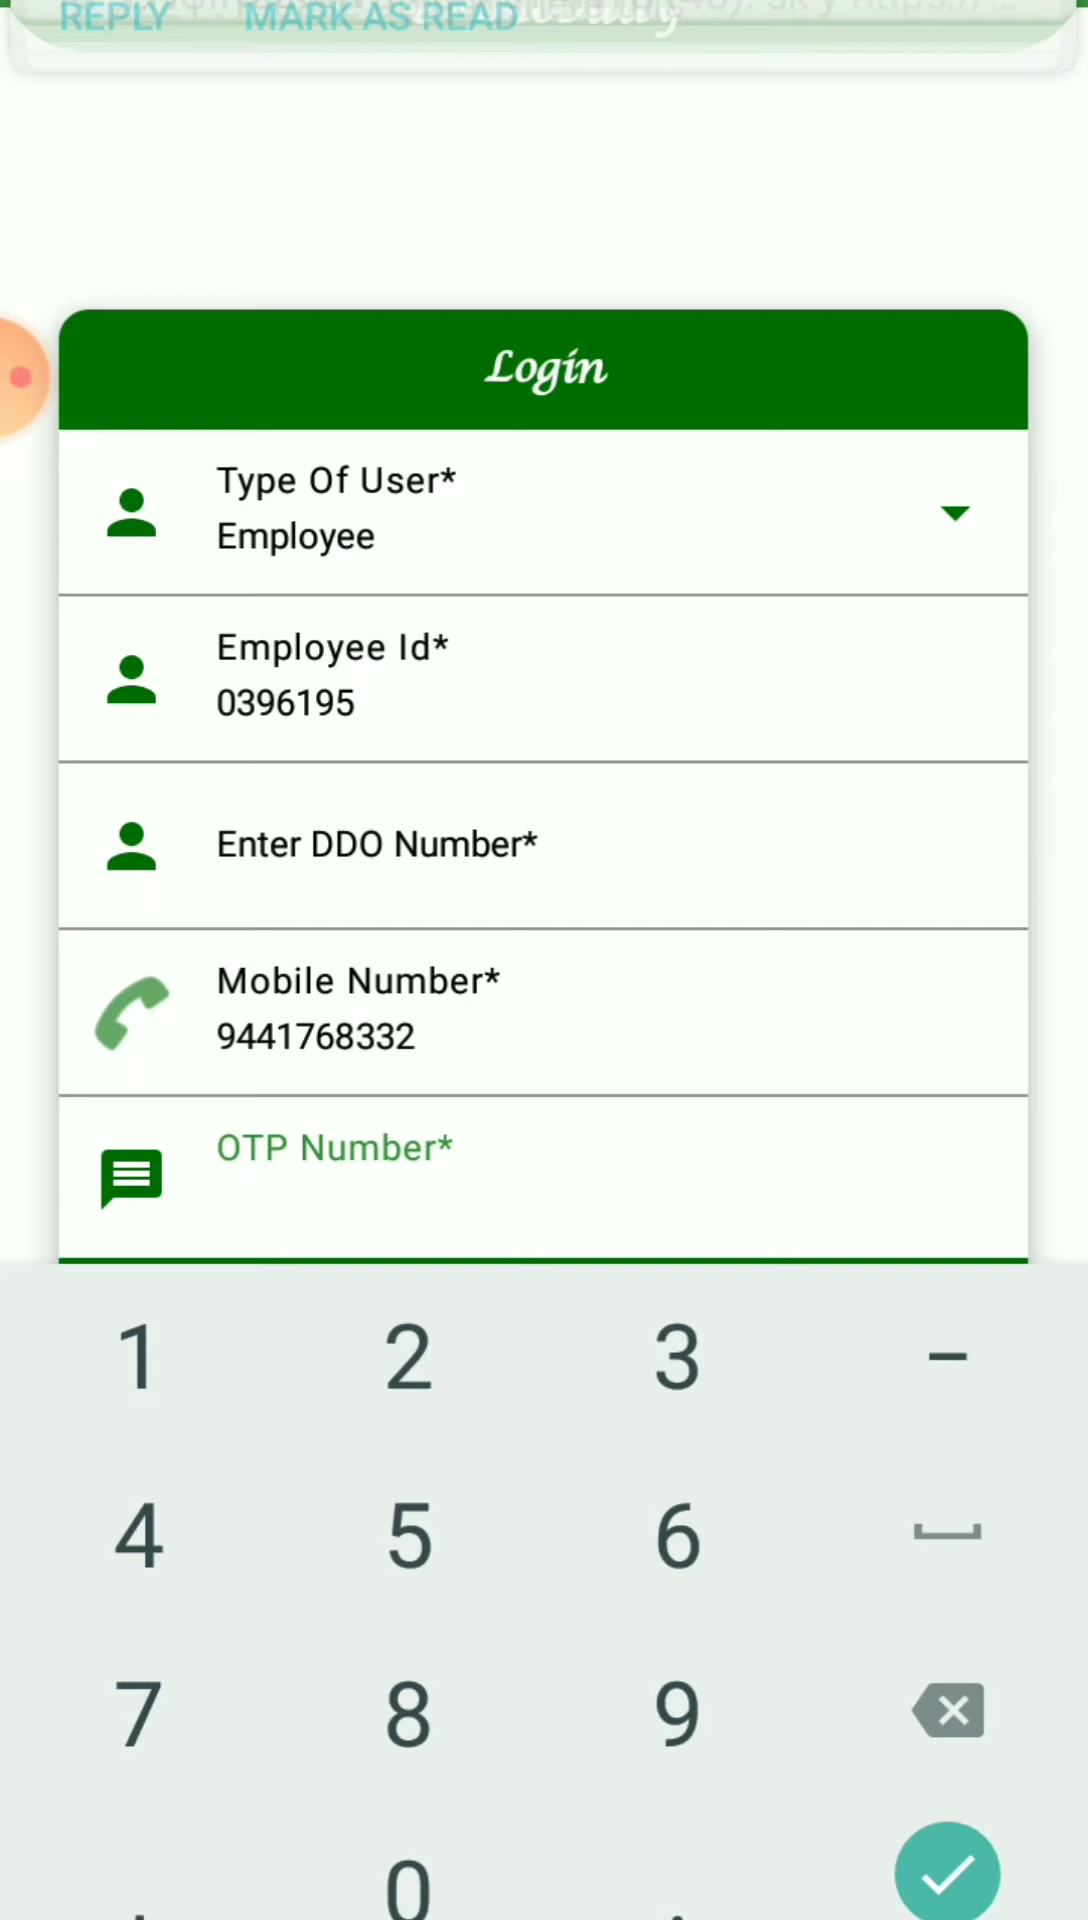 REPLY MARK AS READ
Login
Type Of User*
Employee
Employee Id*
0396195
Enter DDO Number*
Mobile Number*
9441768332
OTP Number*
1 2 3 –
4 5 6
7 8 9
0